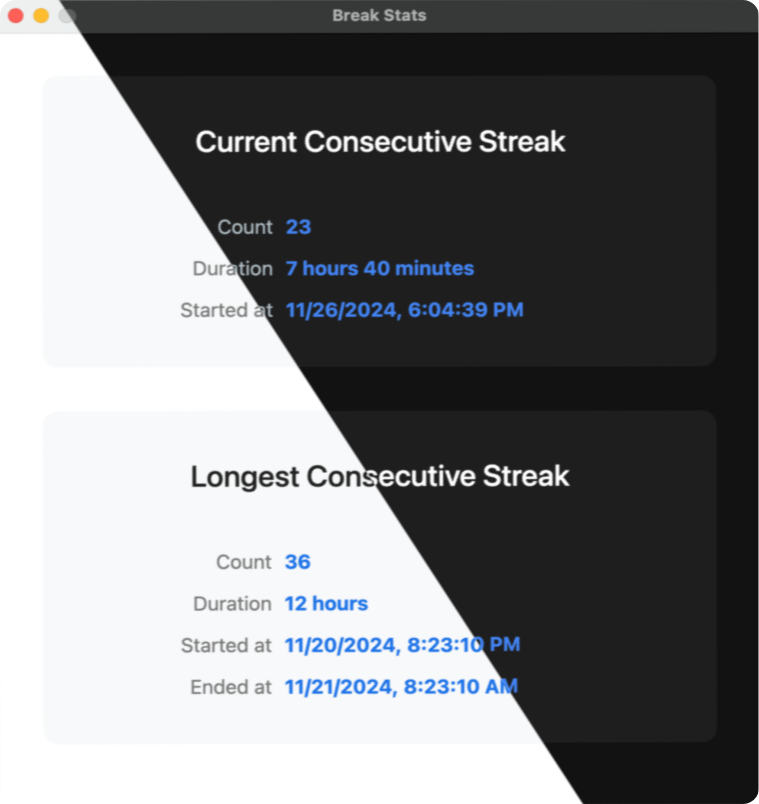 Break Stats
Current Consecutive Streak
Count 23
Duration 7 hours 40 minutes
Started at 11/26/2024, 6:04:39 PM
Longest Consecutive Streak
Count 36
Duration 12 hours
Started at 11/20/2024, 8:23:10 PM
Ended at 11/21/2024, 8:23:10 AM